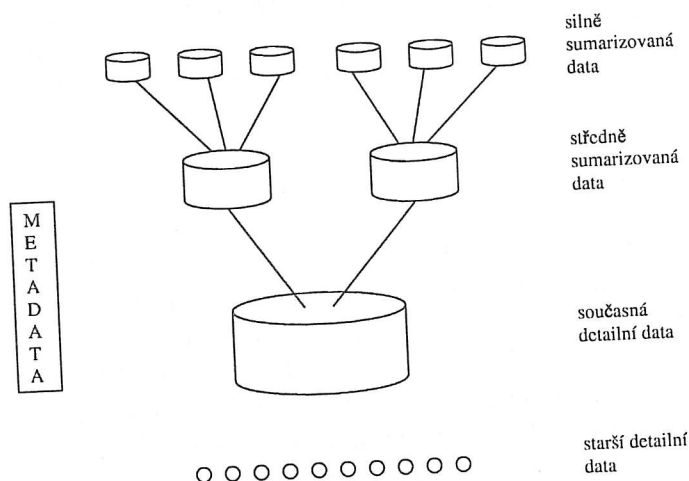 silně
sumarizovaná
data
středně
sumarizovaná
data
M
E
T
A
D
A
T
A
současná
detailní data
starší detailní
data